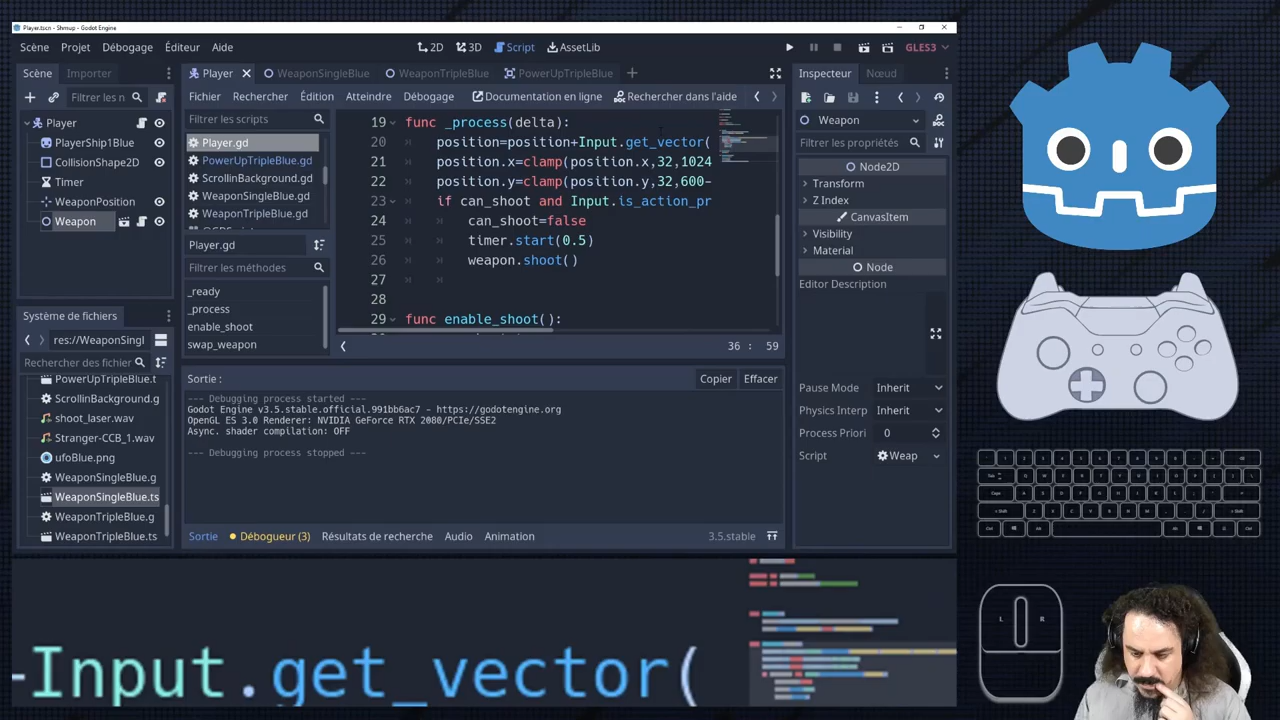 Player.tscn - Shmup - Godot Engine
Scène Projet Débogage Éditeur Aide
2D 3D Script AssetLib
GLES3
Scène Importer
Filtrer les n
Player
PlayerShip1Blue
CollisionShape2D
Timer
WeaponPosition
Weapon
Système de fichiers
res://WeaponSingl
Rechercher des fichier
PowerUpTripleBlue.t
ScrollinBackground.g
shoot_laser.wav
Stranger-CCB_1.wav
ufoBlue.png
WeaponSingleBlue.g
WeaponSingleBlue.ts
WeaponTripleBlue.g
WeaponTripleBlue.ts
Player WeaponSingleBlue WeaponTripleBlue PowerUpTripleBlue
Fichier Rechercher Édition Atteindre Débogage Documentation en ligne Rechercher dans l'aide
Filtrer les scripts
Player.gd
PowerUpTripleBlue.gd
ScrollinBackground.gd
WeaponSingleBlue.gd
WeaponTripleBlue.gd
Player.gd
Filtrer les méthodes
_ready
_process
enable_shoot
swap_weapon
19 func _process(delta):
20 position=position+Input.get_vector(
21 position.x=clamp(position.x,32,1024
22 position.y=clamp(position.y,32,600-
23 if can_shoot and Input.is_action_pr
24 can_shoot=false
25 timer.start(0.5)
26 weapon.shoot()
27
28
29 func enable_shoot():
36 : 59
Sortie : Copier Effacer
--- Debugging process started ---
Godot Engine v3.5.stable.official.991bb6ac7 - https://godotengine.org
OpenGL ES 3.0 Renderer: NVIDIA GeForce RTX 2080/PCIe/SSE2
Async. shader compilation: OFF
--- Debugging process stopped ---
Sortie Débogueur (3) Résultats de recherche Audio Animation 3.5.stable
Inspecteur Nœud
Weapon
Filtrer les propriétés
Node2D
Transform
Z Index
CanvasItem
Visibility
Material
Node
Editor Description
Pause Mode Inherit
Physics Interp Inherit
Process Priori 0
Script Weap
-Input.get_vector(
L R